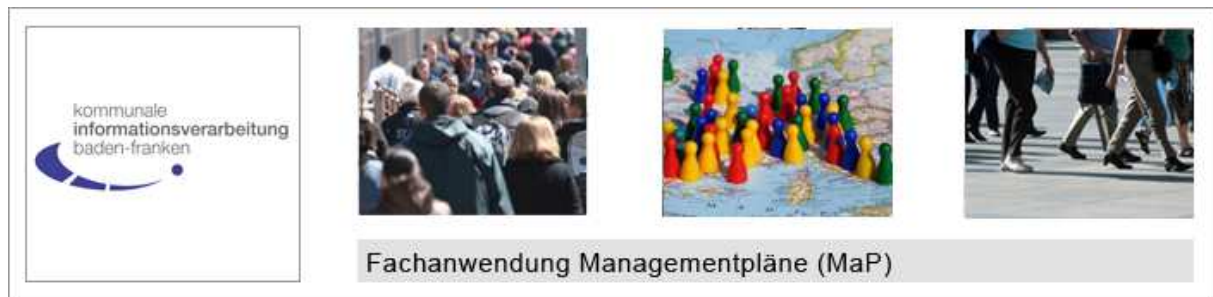 kommunale
informationsverarbeitung
baden-franken
Fachanwendung Managementpläne (MaP)